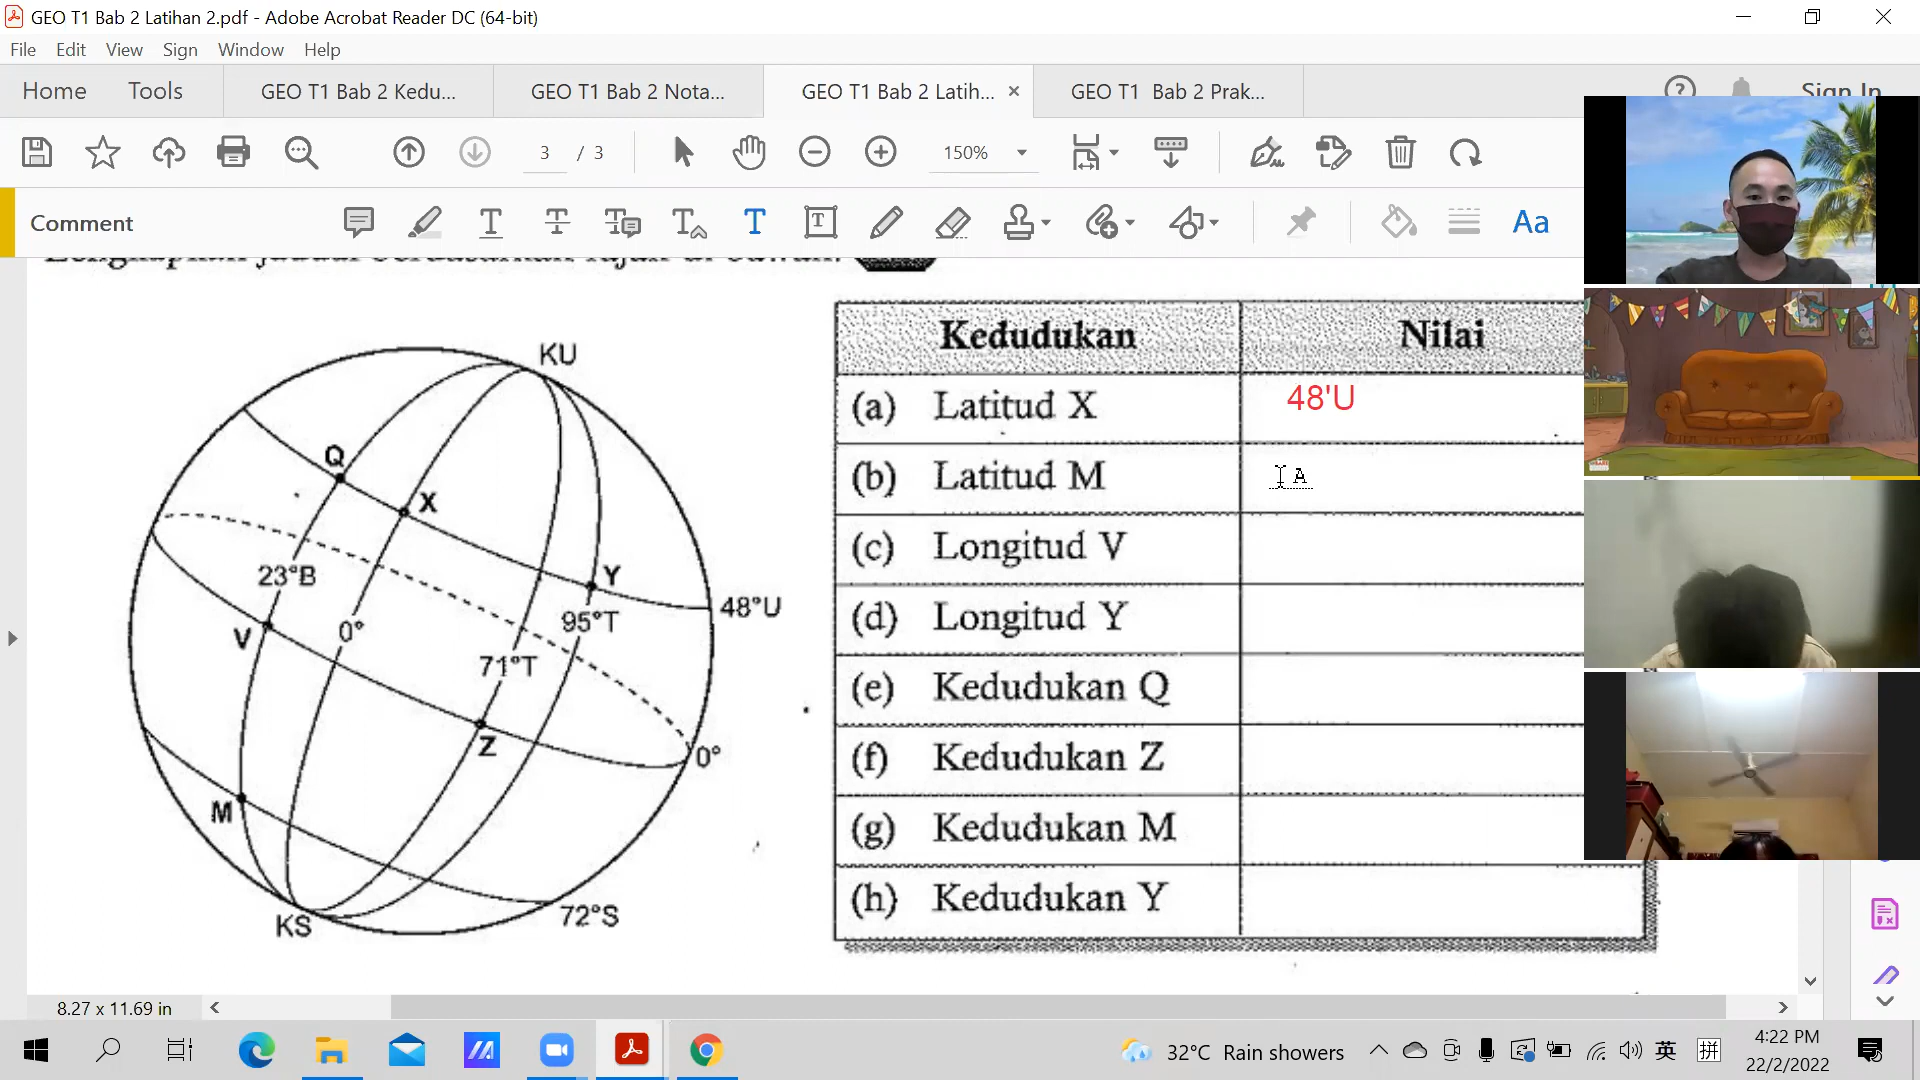 GEO T1 Bab 2 Latihan 2.pdf - Adobe Acrobat Reader DC (64-bit)
File Edit View Sign Window Help
Home Tools GEO T1 Bab 2 Kedu... GEO T1 Bab 2 Nota... GEO T1 Bab 2 Latih... GEO T1 Bab 2 Prak... Sign In
3 / 3 150%
Comment
Kedudukan Nilai
(a) Latitud X 48'U
(b) Latitud M
(c) Longitud V
(d) Longitud Y
(e) Kedudukan Q
(f) Kedudukan Z
(g) Kedudukan M
(h) Kedudukan Y
KU
Q
X
23°B
Y
48°U
V
0°
95°T
71°T
Z
0°
M
KS
72°S
8.27 x 11.69 in
32°C Rain showers 英 拼 4:22 PM
22/2/2022